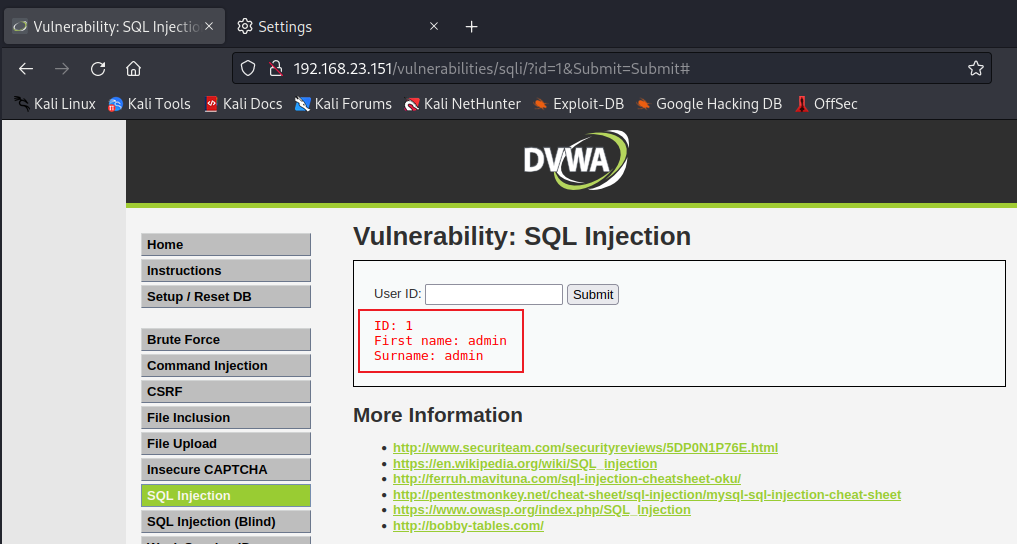 Vulnerability: SQL Injectio
Settings
192.168.23.151/vulnerabilities/sqli/?id=1&Submit=Submit#
Kali Linux Kali Tools Kali Docs Kali Forums Kali NetHunter Exploit-DB Google Hacking DB OffSec
DVWA
Home
Instructions
Setup / Reset DB
Brute Force
Command Injection
CSRF
File Inclusion
File Upload
Insecure CAPTCHA
SQL Injection
SQL Injection (Blind)
Vulnerability: SQL Injection
User ID: Submit
ID: 1
First name: admin
Surname: admin
More Information
http://www.securiteam.com/securityreviews/5DP0N1P76E.html
https://en.wikipedia.org/wiki/SQL_injection
http://ferruh.mavituna.com/sql-injection-cheatsheet-oku/
http://pentestmonkey.net/cheat-sheet/sql-injection/mysql-sql-injection-cheat-sheet
https://www.owasp.org/index.php/SQL_Injection
http://bobby-tables.com/